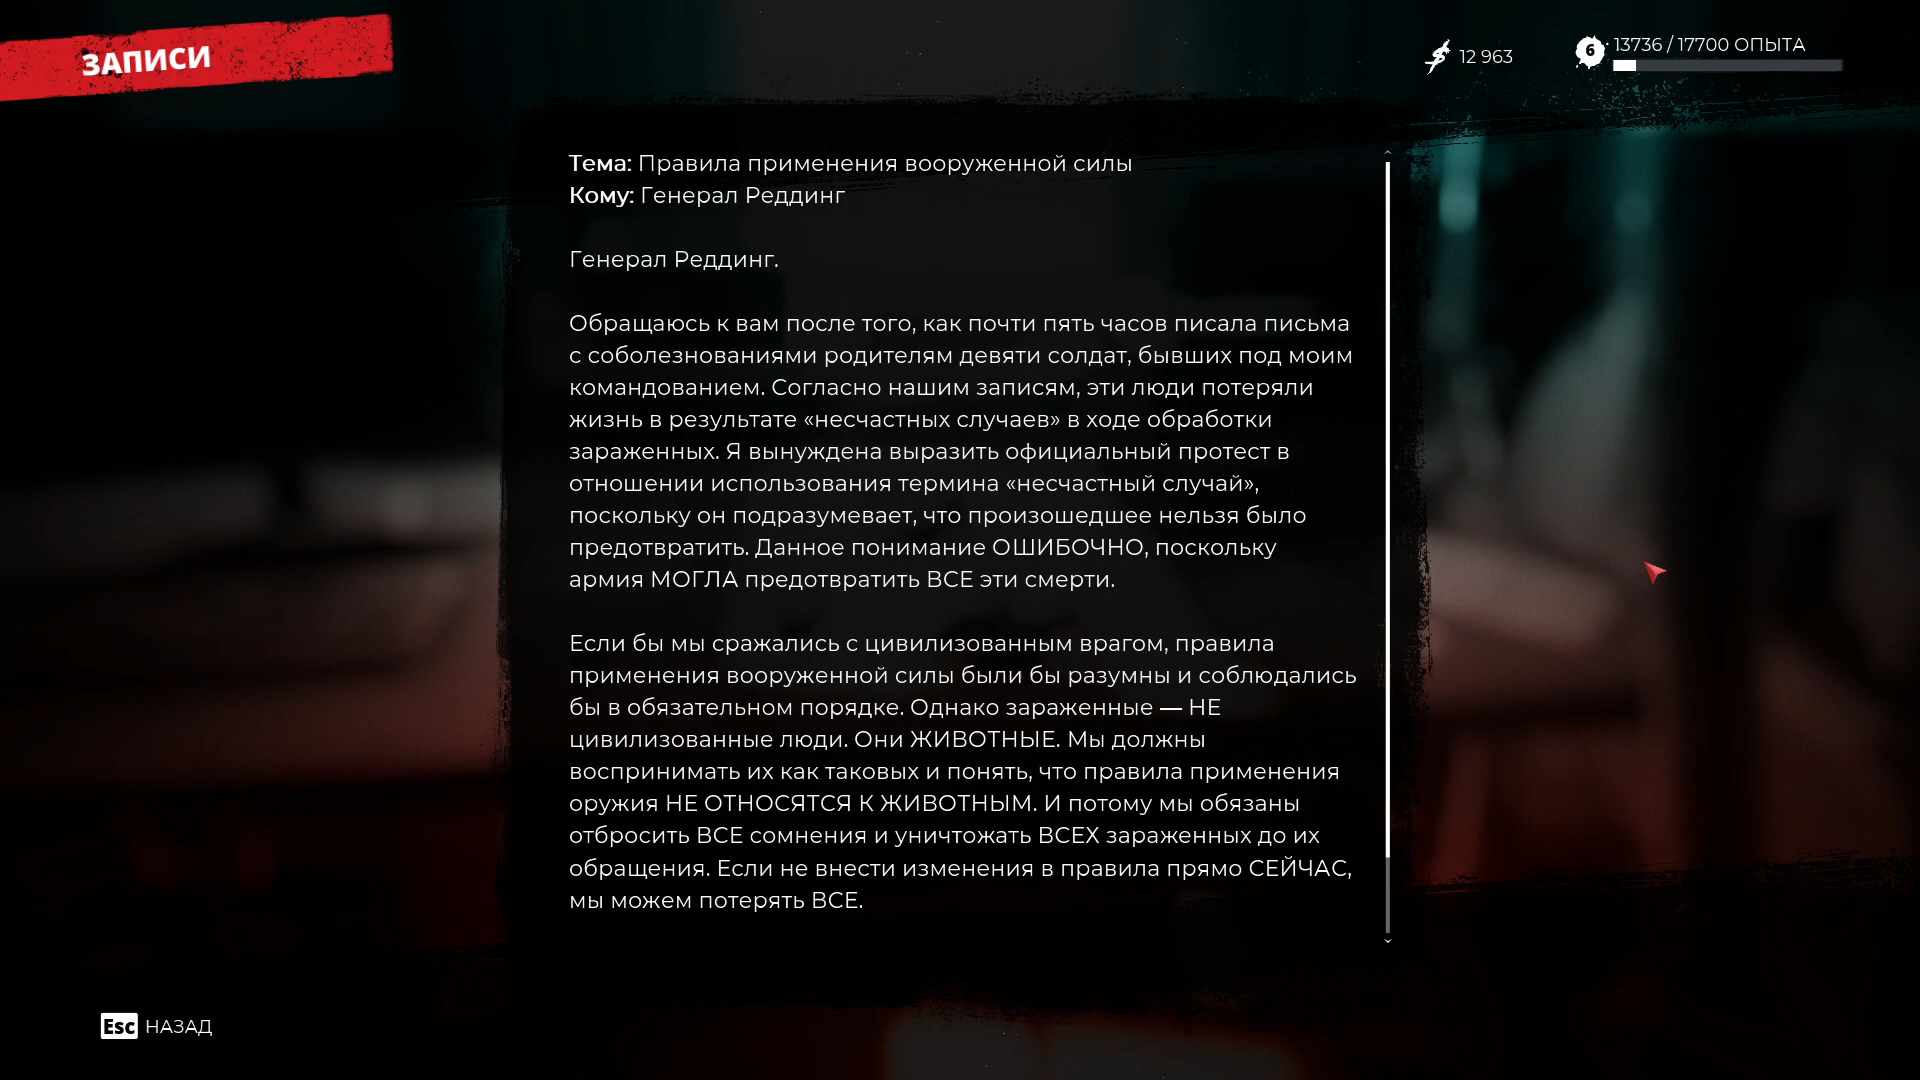 ЗАПИСИ
12 963
6
13736 / 17700 ОПЫТА
Тема: Правила применения вооруженной силы
Кому: Генерал Реддинг
Генерал Реддинг.
Обращаюсь к вам после того, как почти пять часов писала письма
с соболезнованиями родителям девяти солдат, бывших под моим
командованием. Согласно нашим записям, эти люди потеряли
жизнь в результате «несчастных случаев» в ходе обработки
зараженных. Я вынуждена выразить официальный протест в
отношении использования термина «несчастный случай»,
поскольку он подразумевает, что произошедшее нельзя было
предотвратить. Данное понимание ОШИБОЧНО, поскольку
армия МОГЛА предотвратить ВСЕ эти смерти.
Если бы мы сражались с цивилизованным врагом, правила
применения вооруженной силы были бы разумны и соблюдались
бы в обязательном порядке. Однако зараженные — НЕ
цивилизованные люди. Они ЖИВОТНЫЕ. Мы должны
воспринимать их как таковых и понять, что правила применения
оружия НЕ ОТНОСЯТСЯ К ЖИВОТНЫМ. И потому мы обязаны
отбросить ВСЕ сомнения и уничтожать ВСЕХ зараженных до их
обращения. Если не внести изменения в правила прямо СЕЙЧАС,
мы можем потерять ВСЕ.
Esc НАЗАД